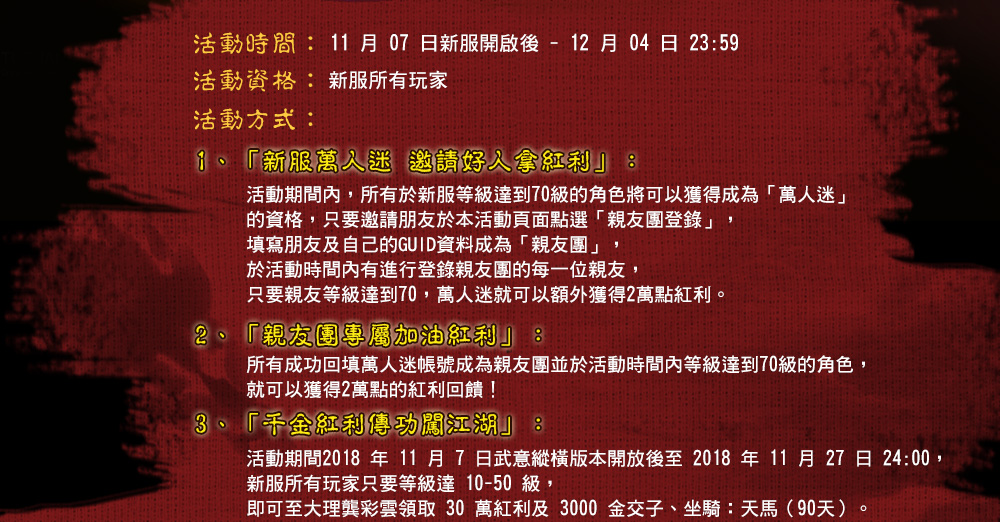 活動時間： 11 月 07 日新服開啟後 – 12 月 04 日 23:59
活動資格： 新服所有玩家
活動方式：
1、「新服萬人迷 邀請好人拿紅利」：
活動期間內，所有於新服等級達到70級的角色將可以獲得成為「萬人迷」
的資格，只要邀請朋友於本活動頁面點選「親友團登錄」，
填寫朋友及自己的GUID資料成為「親友團」，
於活動時間內有進行登錄親友團的每一位親友，
只要親友等級達到70，萬人迷就可以額外獲得2萬點紅利。
2、「親友團專屬加油紅利」：
所有成功回填萬人迷帳號成為親友團並於活動時間內等級達到70級的角色，
就可以獲得2萬點的紅利回饋！
3、「千金紅利傳功闖江湖」：
活動期間2018 年 11 月 7 日武意縱橫版本開放後至 2018 年 11 月 27 日 24:00，
新服所有玩家只要等級達 10-50 級，
即可至大理龔彩雲領取 30 萬紅利及 3000 金交子、坐騎：天馬（90天）。